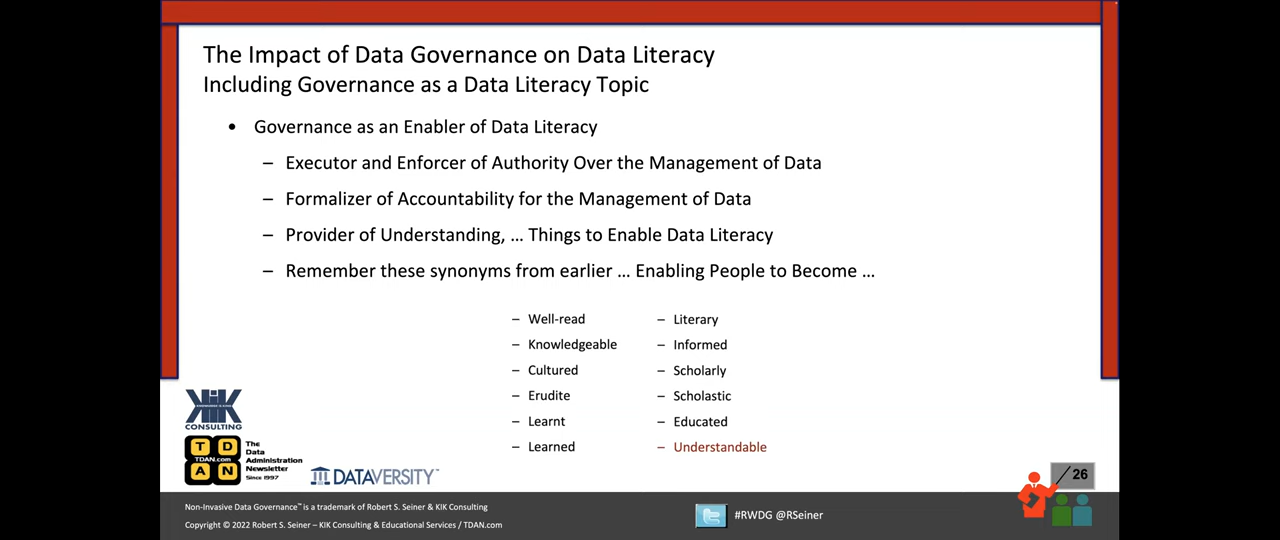 The Impact of Data Governance on Data Literacy
Including Governance as a Data Literacy Topic
• Governance as an Enabler of Data Literacy
– Executor and Enforcer of Authority Over the Management of Data
– Formalizer of Accountability for the Management of Data
– Provider of Understanding, … Things to Enable Data Literacy
– Remember these synonyms from earlier … Enabling People to Become …
– Well-read
– Knowledgeable
– Cultured
– Erudite
– Learnt
– Learned
– Literary
– Informed
– Scholarly
– Scholastic
– Educated
– Understandable
KIK
CONSULTING
T D
TDAN.com
A N
The
Data
Administration
Newsletter
Since 1997
DATAVERSITY™
26
Non-Invasive Data Governance™ is a trademark of Robert S. Seiner & KIK Consulting
Copyright © 2022 Robert S. Seiner – KIK Consulting & Educational Services / TDAN.com
#RWDG @RSeiner